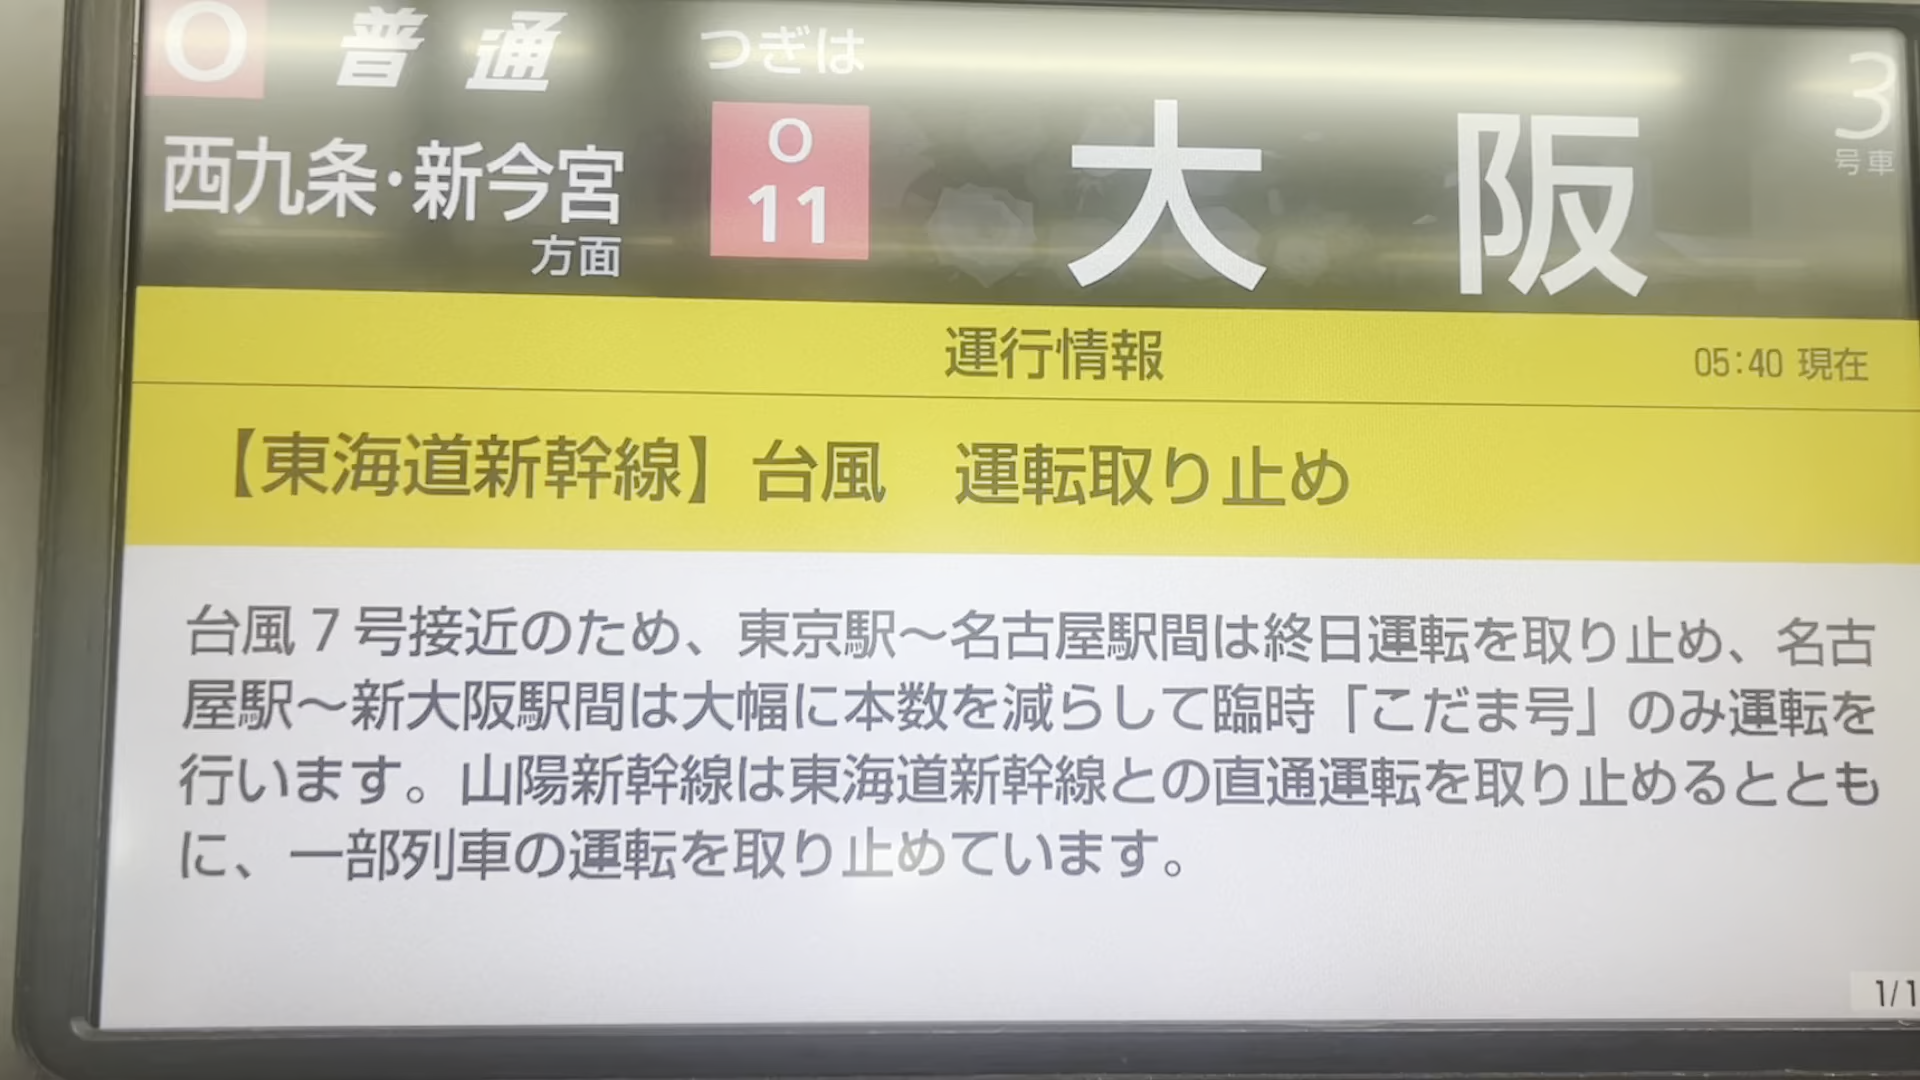 O 普通
西九条・新今宮
方面
つぎは
O
11
大阪
3
号車
運行情報
05:40 現在
【東海道新幹線】台風　運転取り止め
台風７号接近のため、東京駅～名古屋駅間は終日運転を取り止め、名古
屋駅～新大阪駅間は大幅に本数を減らして臨時「こだま号」のみ運転を
行います。山陽新幹線は東海道新幹線との直通運転を取り止めるととも
に、一部列車の運転を取り止めています。
1/1